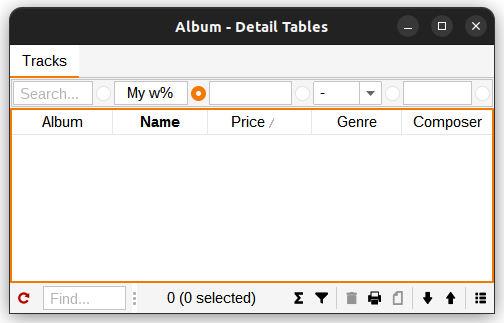 Album - Detail Tables
Tracks
Search... My w% -
Album Name Price Genre Composer
Find... 0 (0 selected) Σ